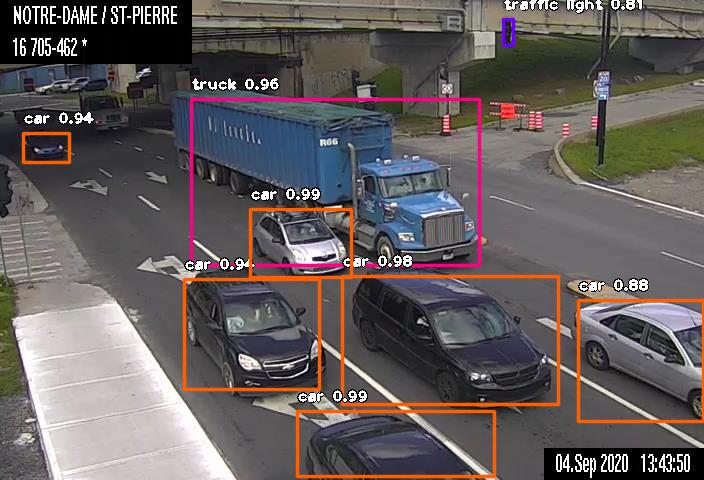 NOTRE-DAME / ST-PIERRE
16 705-462 *
traffic light 0.81
truck 0.96
car 0.94
R66
car 0.99
car 0.94
car 0.98
car 0.88
car 0.99
04.Sep 2020 13:43:50